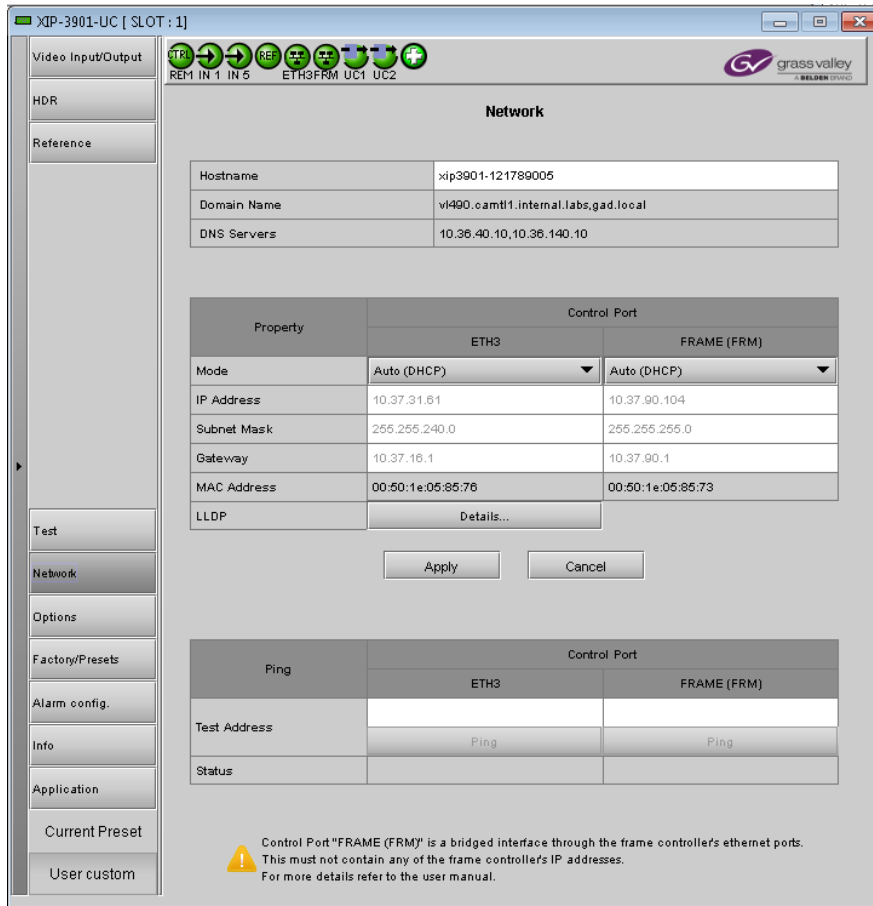 XIP-3901-UC [ SLOT : 1]
Video Input/Output
HDR
Reference
Test
Network
Options
Factory/Presets
Alarm config.
Info
Application
Current Preset
User custom
CTRL REF
REM IN 1 IN 5 ETH3 FRM UC1 UC2
GV grass valley
A BELDEN BRAND
Network
Hostname xip3901-121789005
Domain Name vl490.camtl1.internal.labs,gad.local
DNS Servers 10.36.40.10,10.36.140.10
Property Control Port
ETH3 FRAME (FRM)
Mode Auto (DHCP) Auto (DHCP)
IP Address 10.37.31.61 10.37.90.104
Subnet Mask 255.255.240.0 255.255.255.0
Gateway 10.37.16.1 10.37.90.1
MAC Address 00:50:1e:05:85:76 00:50:1e:05:85:73
LLDP Details...
Apply Cancel
Ping Control Port
ETH3 FRAME (FRM)
Test Address
Ping Ping
Status
Control Port "FRAME (FRM)" is a bridged interface through the frame controller's ethernet ports.
This must not contain any of the frame controller's IP addresses.
For more details refer to the user manual.